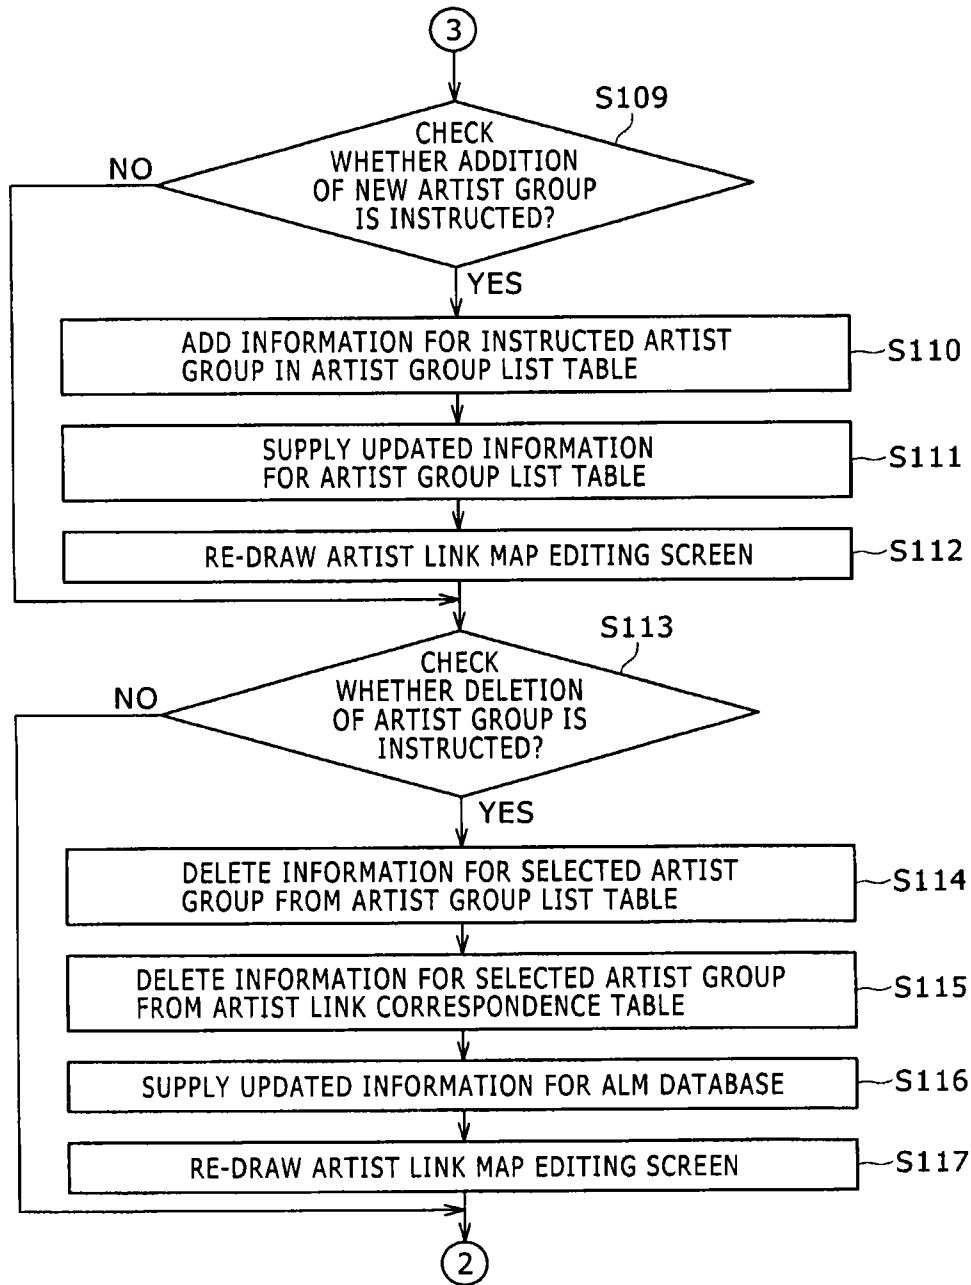 3
S109
CHECK
WHETHER ADDITION
OF NEW ARTIST GROUP
IS INSTRUCTED?
NO
YES
ADD INFORMATION FOR INSTRUCTED ARTIST
GROUP IN ARTIST GROUP LIST TABLE
S110
SUPPLY UPDATED INFORMATION
FOR ARTIST GROUP LIST TABLE
S111
RE-DRAW ARTIST LINK MAP EDITING SCREEN
S112
S113
CHECK
WHETHER DELETION
OF ARTIST GROUP IS
INSTRUCTED?
NO
YES
DELETE INFORMATION FOR SELECTED ARTIST
GROUP FROM ARTIST GROUP LIST TABLE
S114
DELETE INFORMATION FOR SELECTED ARTIST GROUP
FROM ARTIST LINK CORRESPONDENCE TABLE
S115
SUPPLY UPDATED INFORMATION FOR ALM DATABASE
S116
RE-DRAW ARTIST LINK MAP EDITING SCREEN
S117
2